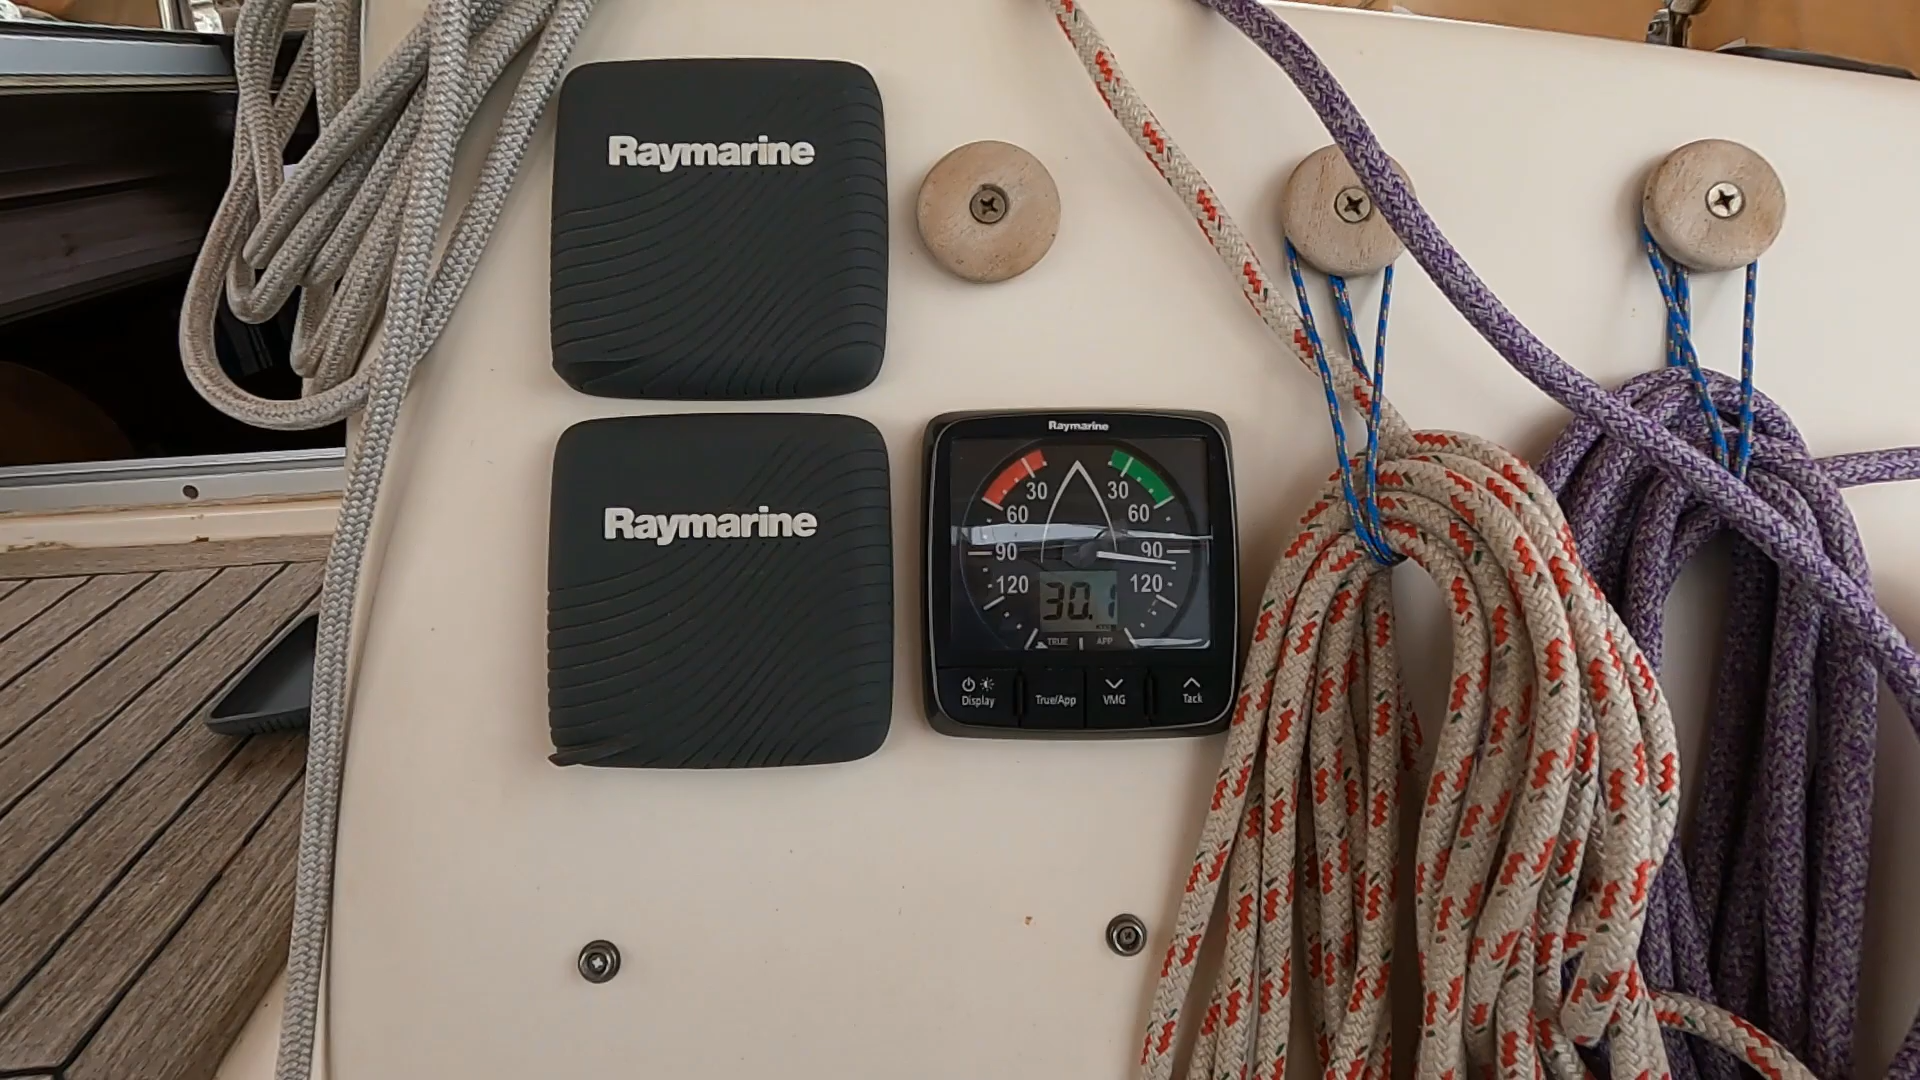 Raymarine
Raymarine
Raymarine
30 30
60 60
90 90
120 120
30.1
TRUE APP
Display True/App VMG Tack